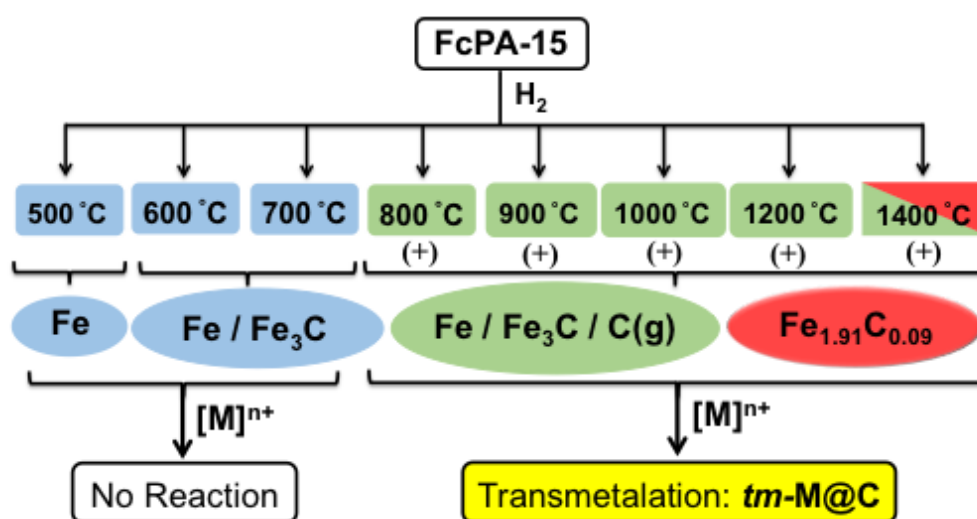 FcPA-15
H₂
500 °C 600 °C 700 °C 800 °C 900 °C 1000 °C 1200 °C 1400 °C
(+) (+) (+) (+) (+)
Fe Fe / Fe₃C Fe / Fe₃C / C(g) Fe₁.₉₁C₀.₀₉
[M]ⁿ⁺ [M]ⁿ⁺
No Reaction Transmetalation: tm-M@C